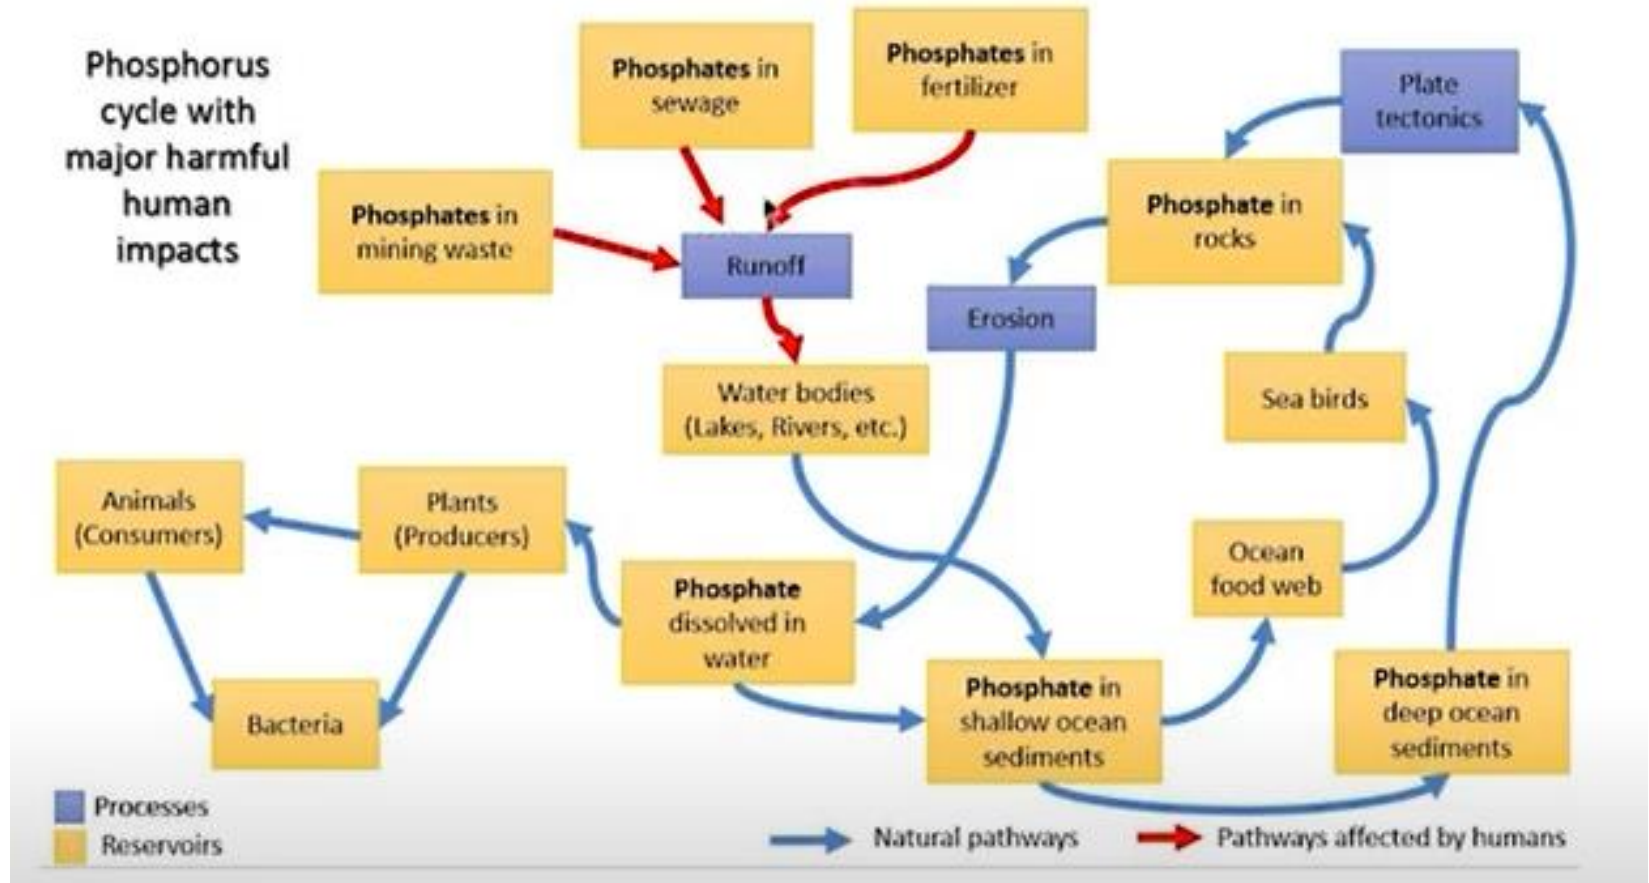 Phosphorus
cycle with
major harmful
human
impacts
Phosphates in
sewage
Phosphates in
fertilizer
Plate
tectonics
Phosphates in
mining waste
Phosphate in
rocks
Runoff
Erosion
Water bodies
(Lakes, Rivers, etc.)
Sea birds
Animals
(Consumers)
Plants
(Producers)
Ocean
food web
Phosphate
dissolved in
water
Phosphate in
shallow ocean
sediments
Phosphate in
deep ocean
sediments
Bacteria
Processes
Reservoirs
Natural pathways
Pathways affected by humans